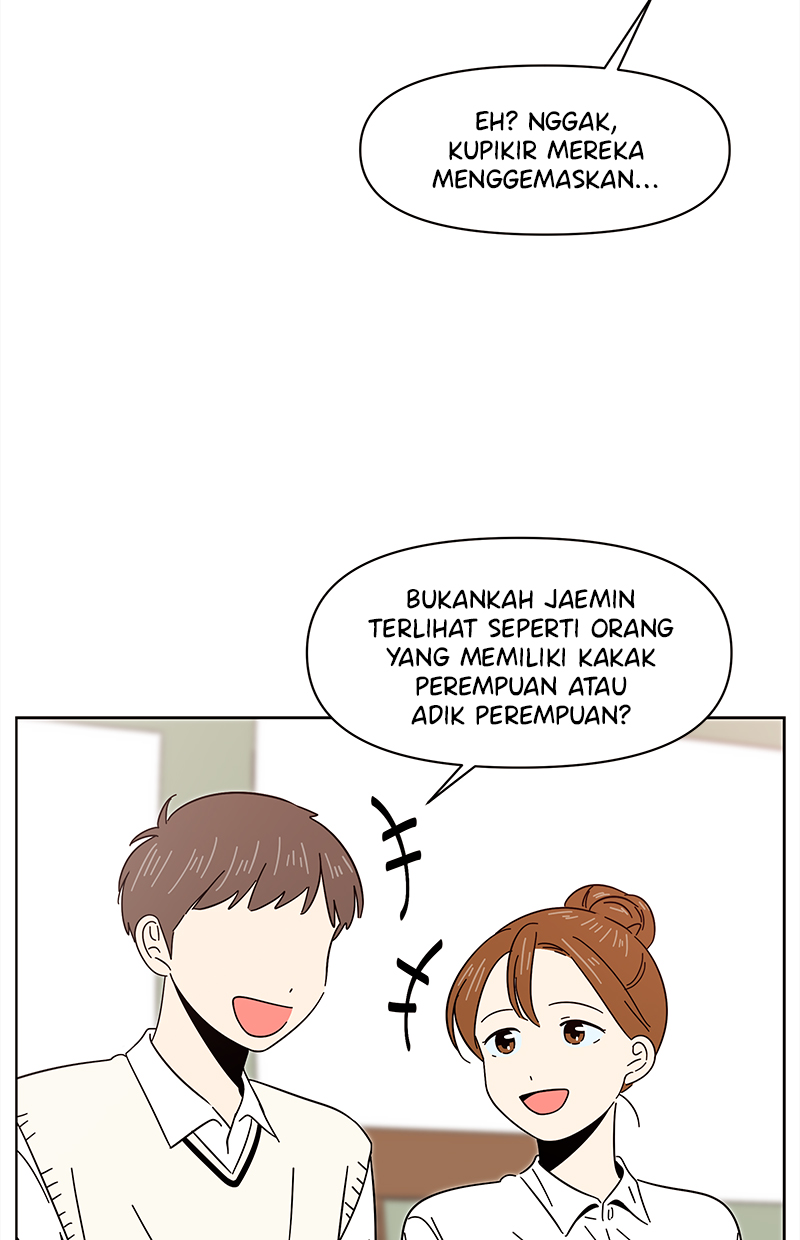 EH? NGGAK,
KUPIKIR MEREKA
MENGGEMASKAN...
BUKANKAH JAEMIN
TERLIHAT SEPERTI ORANG
YANG MEMILIKI KAKAK
PEREMPUAN ATAU
ADIK PEREMPUAN?